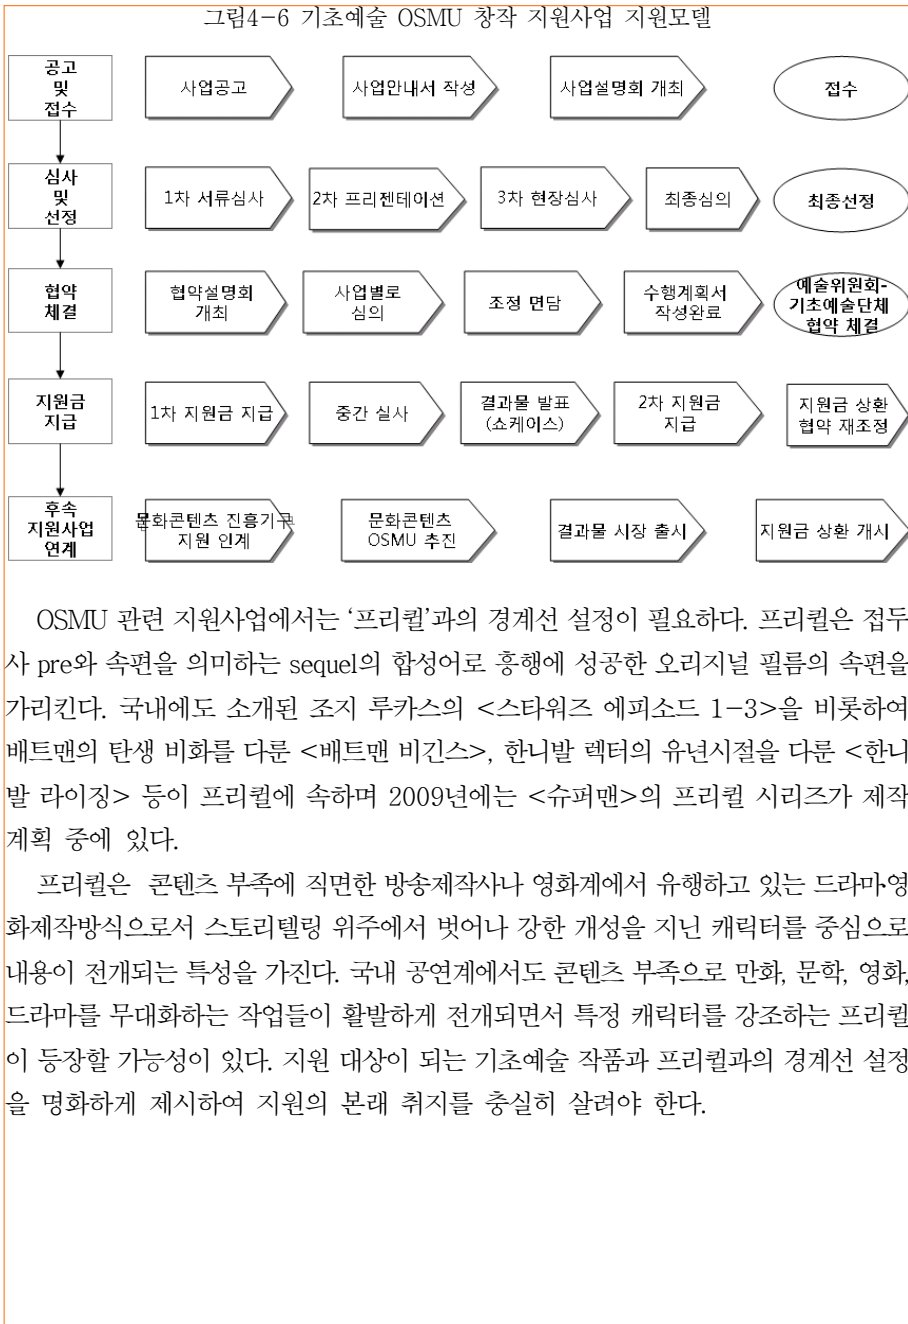 그림4-6 기초예술 OSMU 창작 지원사업 지원모델
공고
및
접수
사업공고
사업안내서 작성
사업설명회 개최
접수
심사
및
선정
1차 서류심사
2차 프리젠테이션
3차 현장심사
최종심의
최종선정
협약
체결
협약설명회
개최
사업별로
심의
조정 면담
수행계획서
작성완료
예술위원회-
기초예술단체
협약 체결
지원금
지급
1차 지원금 지급
중간 실사
결과물 발표
(쇼케이스)
2차 지원금
지급
지원금 상환
협약 재조정
후속
지원사업
연계
문화콘텐츠 진흥기구
지원 인계
문화콘텐츠
OSMU 추진
결과물 시장 출시
지원금 상환 개시
OSMU 관련 지원사업에서는 ‘프리퀄’과의 경계선 설정이 필요하다. 프리퀄은 접두
사 pre와 속편을 의미하는 sequel의 합성어로 흥행에 성공한 오리지널 필름의 속편을
가리킨다. 국내에도 소개된 조지 루카스의 <스타워즈 에피소드 1-3>을 비롯하여
배트맨의 탄생 비화를 다룬 <배트맨 비긴스>, 한니발 렉터의 유년시절을 다룬 <한니
발 라이징> 등이 프리퀄에 속하며 2009년에는 <슈퍼맨>의 프리퀄 시리즈가 제작
계획 중에 있다.
프리퀄은 콘텐츠 부족에 직면한 방송제작사나 영화계에서 유행하고 있는 드라마·영
화제작방식으로서 스토리텔링 위주에서 벗어나 강한 개성을 지닌 캐릭터를 중심으로
내용이 전개되는 특성을 가진다. 국내 공연계에서도 콘텐츠 부족으로 만화, 문학, 영화,
드라마를 무대화하는 작업들이 활발하게 전개되면서 특정 캐릭터를 강조하는 프리퀄
이 등장할 가능성이 있다. 지원 대상이 되는 기초예술 작품과 프리퀄과의 경계선 설정
을 명화하게 제시하여 지원의 본래 취지를 충실히 살려야 한다.